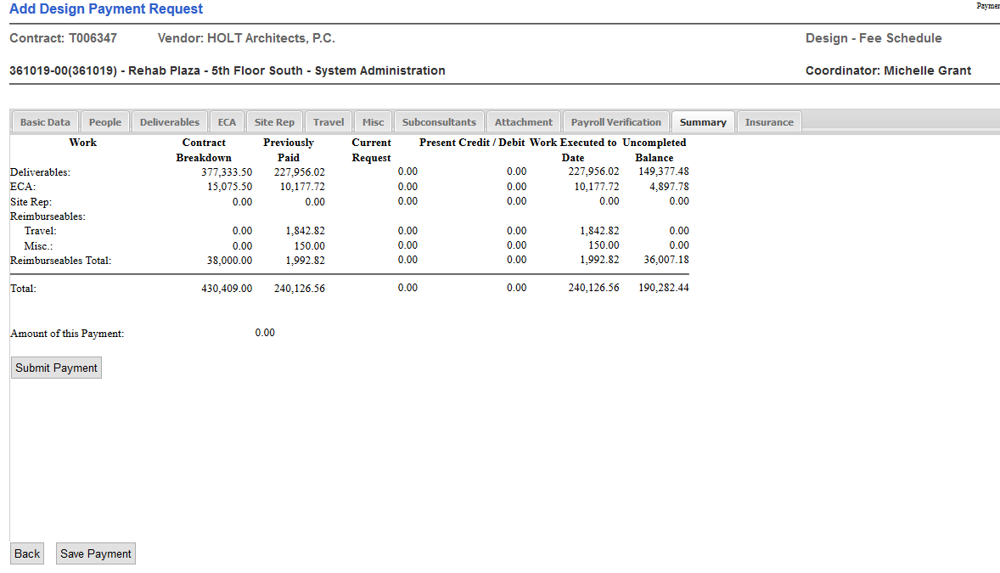 Add Design Payment Request
Contract: T006347 Vendor: HOLT Architects, P.C. Design - Fee Schedule
361019-00(361019) - Rehab Plaza - 5th Floor South - System Administration Coordinator: Michelle Grant
Basic Data People Deliverables ECA Site Rep Travel Misc Subconsultants Attachment Payroll Verification Summary Insurance
Work Contract Previously Current Present Credit / Debit Work Executed to Uncompleted
Breakdown Paid Request Date Balance
Deliverables: 377,333.50 227,956.02 0.00 0.00 227,956.02 149,377.48
ECA: 15,075.50 10,177.72 0.00 0.00 10,177.72 4,897.78
Site Rep: 0.00 0.00 0.00 0.00 0.00 0.00
Reimburseables:
Travel: 0.00 1,842.82 0.00 0.00 1,842.82 0.00
Misc.: 0.00 150.00 0.00 0.00 150.00 0.00
Reimburseables Total: 38,000.00 1,992.82 0.00 0.00 1,992.82 36,007.18
Total: 430,409.00 240,126.56 0.00 0.00 240,126.56 190,282.44
Amount of this Payment: 0.00
Submit Payment
Back Save Payment